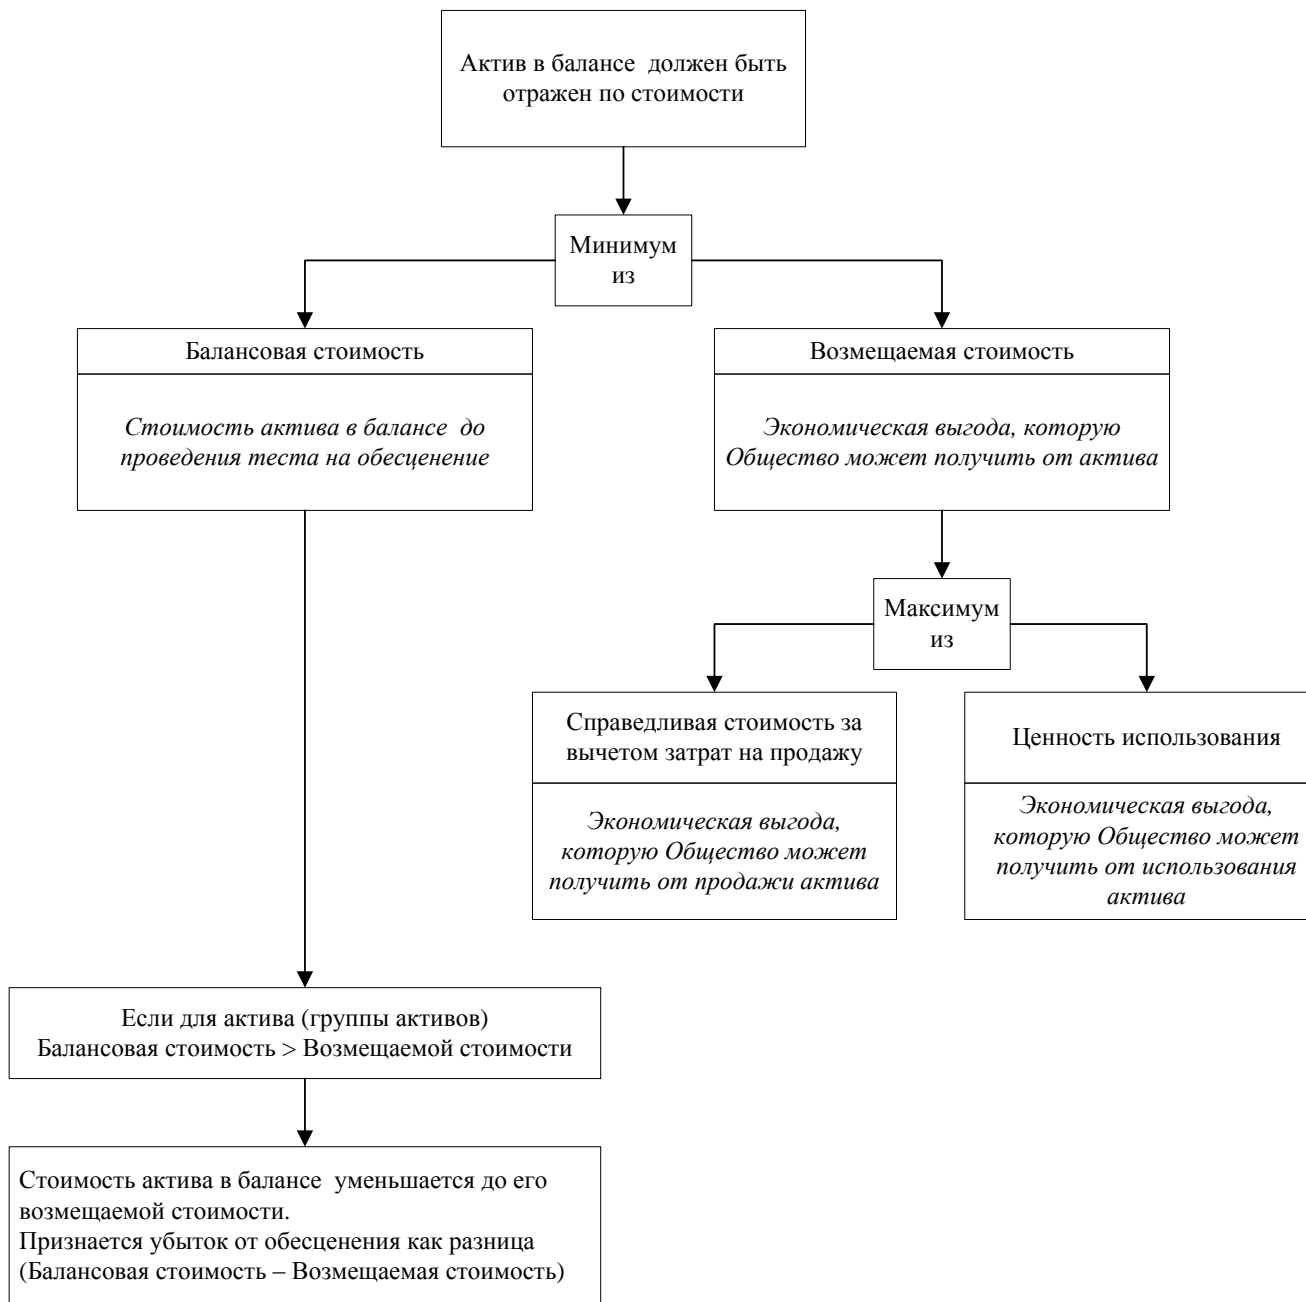 Актив в балансе должен быть
отражен по стоимости
Минимум
из
Балансовая стоимость
Стоимость актива в балансе до
проведения теста на обесценение
Возмещаемая стоимость
Экономическая выгода, которую
Общество может получить от актива
Максимум
из
Справедливая стоимость за
вычетом затрат на продажу
Экономическая выгода,
которую Общество может
получить от продажи актива
Ценность использования
Экономическая выгода,
которую Общество может
получить от использования
актива
Если для актива (группы активов)
Балансовая стоимость > Возмещаемой стоимости
Стоимость актива в балансе уменьшается до его
возмещаемой стоимости.
Признается убыток от обесценения как разница
(Балансовая стоимость – Возмещаемая стоимость)